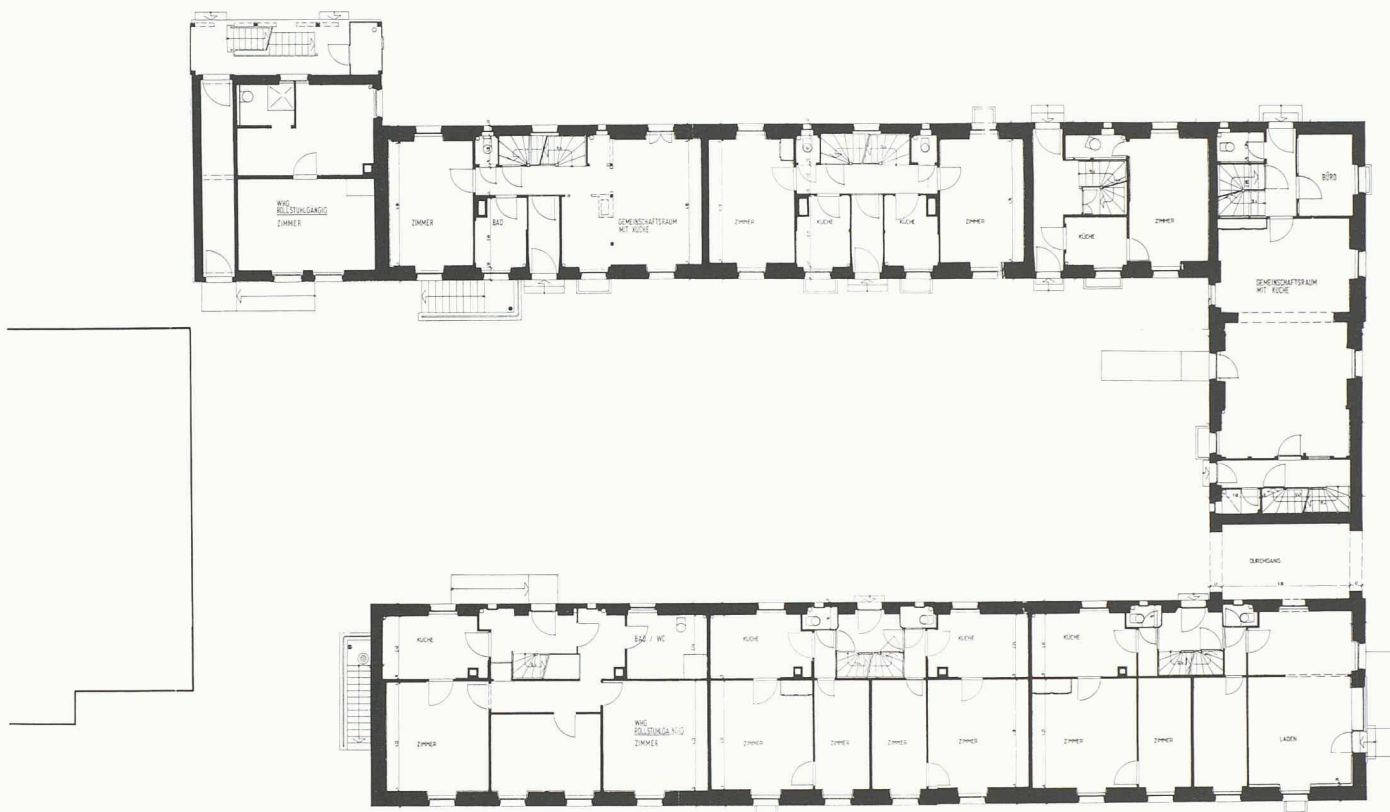 WHG.
ROLLSTUHLGÄNGIG
ZIMMER
ZIMMER
BAD
GEMEINSCHAFTSRAUM
MIT KÜCHE
ZIMMER
KÜCHE
KÜCHE
ZIMMER
KÜCHE
ZIMMER
BÜRO
GEMEINSCHAFTSRAUM
MIT KÜCHE
DURCHGANG
KÜCHE
BAD / WC
KÜCHE
KÜCHE
KÜCHE
ZIMMER
WHG
ROLLSTUHLGÄNGIG
ZIMMER
ZIMMER
ZIMMER
ZIMMER
ZIMMER
ZIMMER
ZIMMER
LADEN